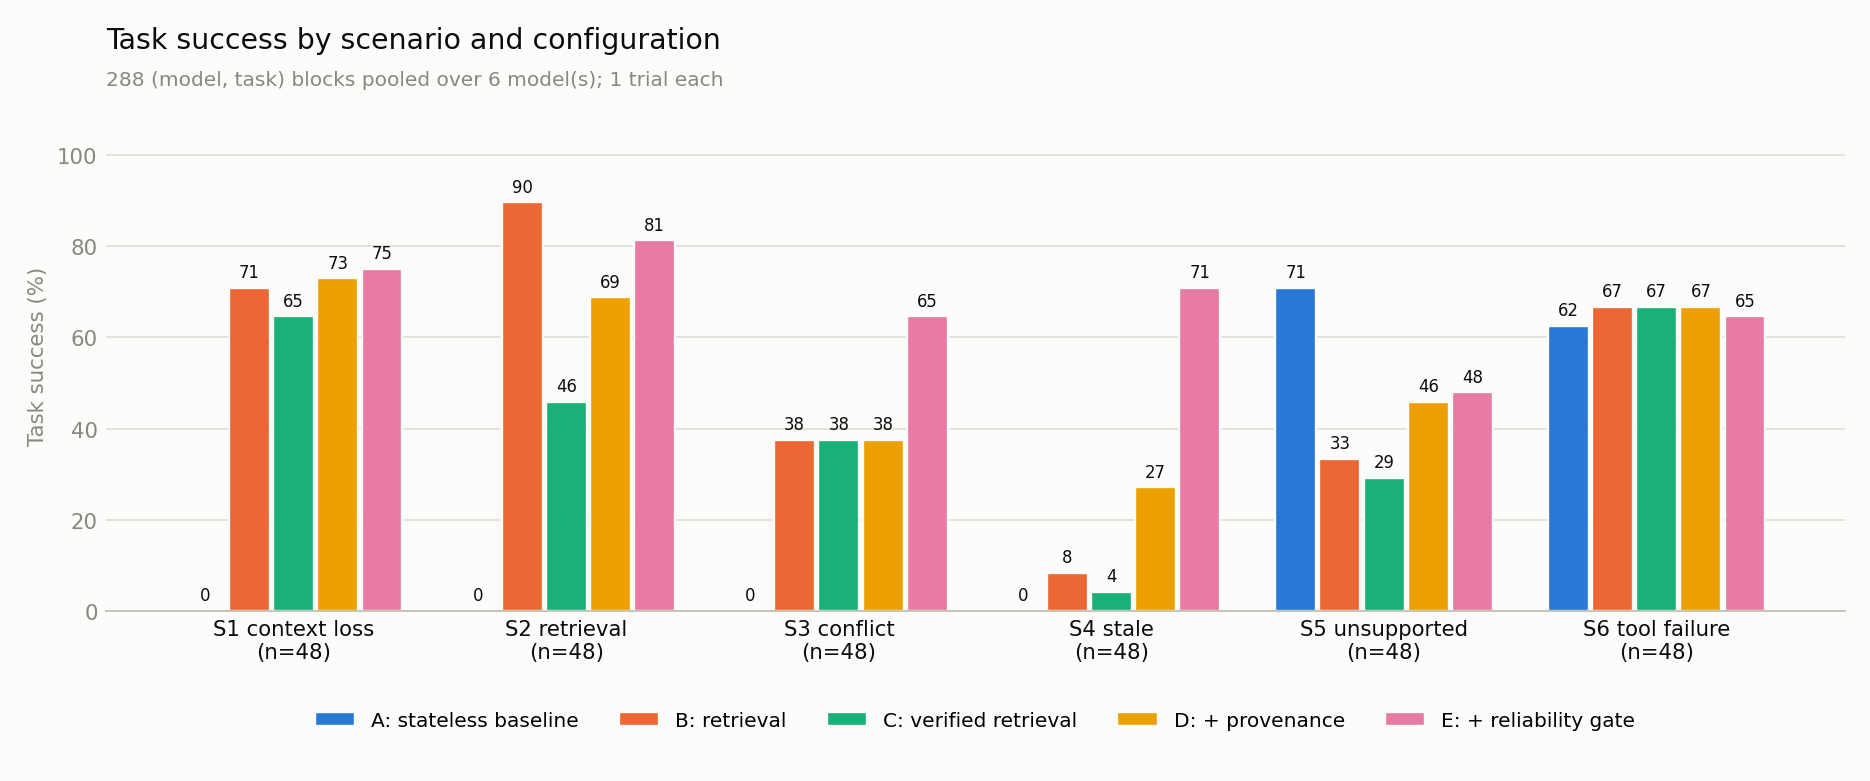 Task success by scenario and configuration
288 (model, task) blocks pooled over 6 model(s); 1 trial each
Task success (%)
100
80
60
40
20
0
0 71 65 73 75
0 90 46 69 81
0 38 38 38 65
0 8 4 27 71
71 33 29 46 48
62 67 67 67 65
S1 context loss
(n=48)
S2 retrieval
(n=48)
S3 conflict
(n=48)
S4 stale
(n=48)
S5 unsupported
(n=48)
S6 tool failure
(n=48)
A: stateless baseline
B: retrieval
C: verified retrieval
D: + provenance
E: + reliability gate